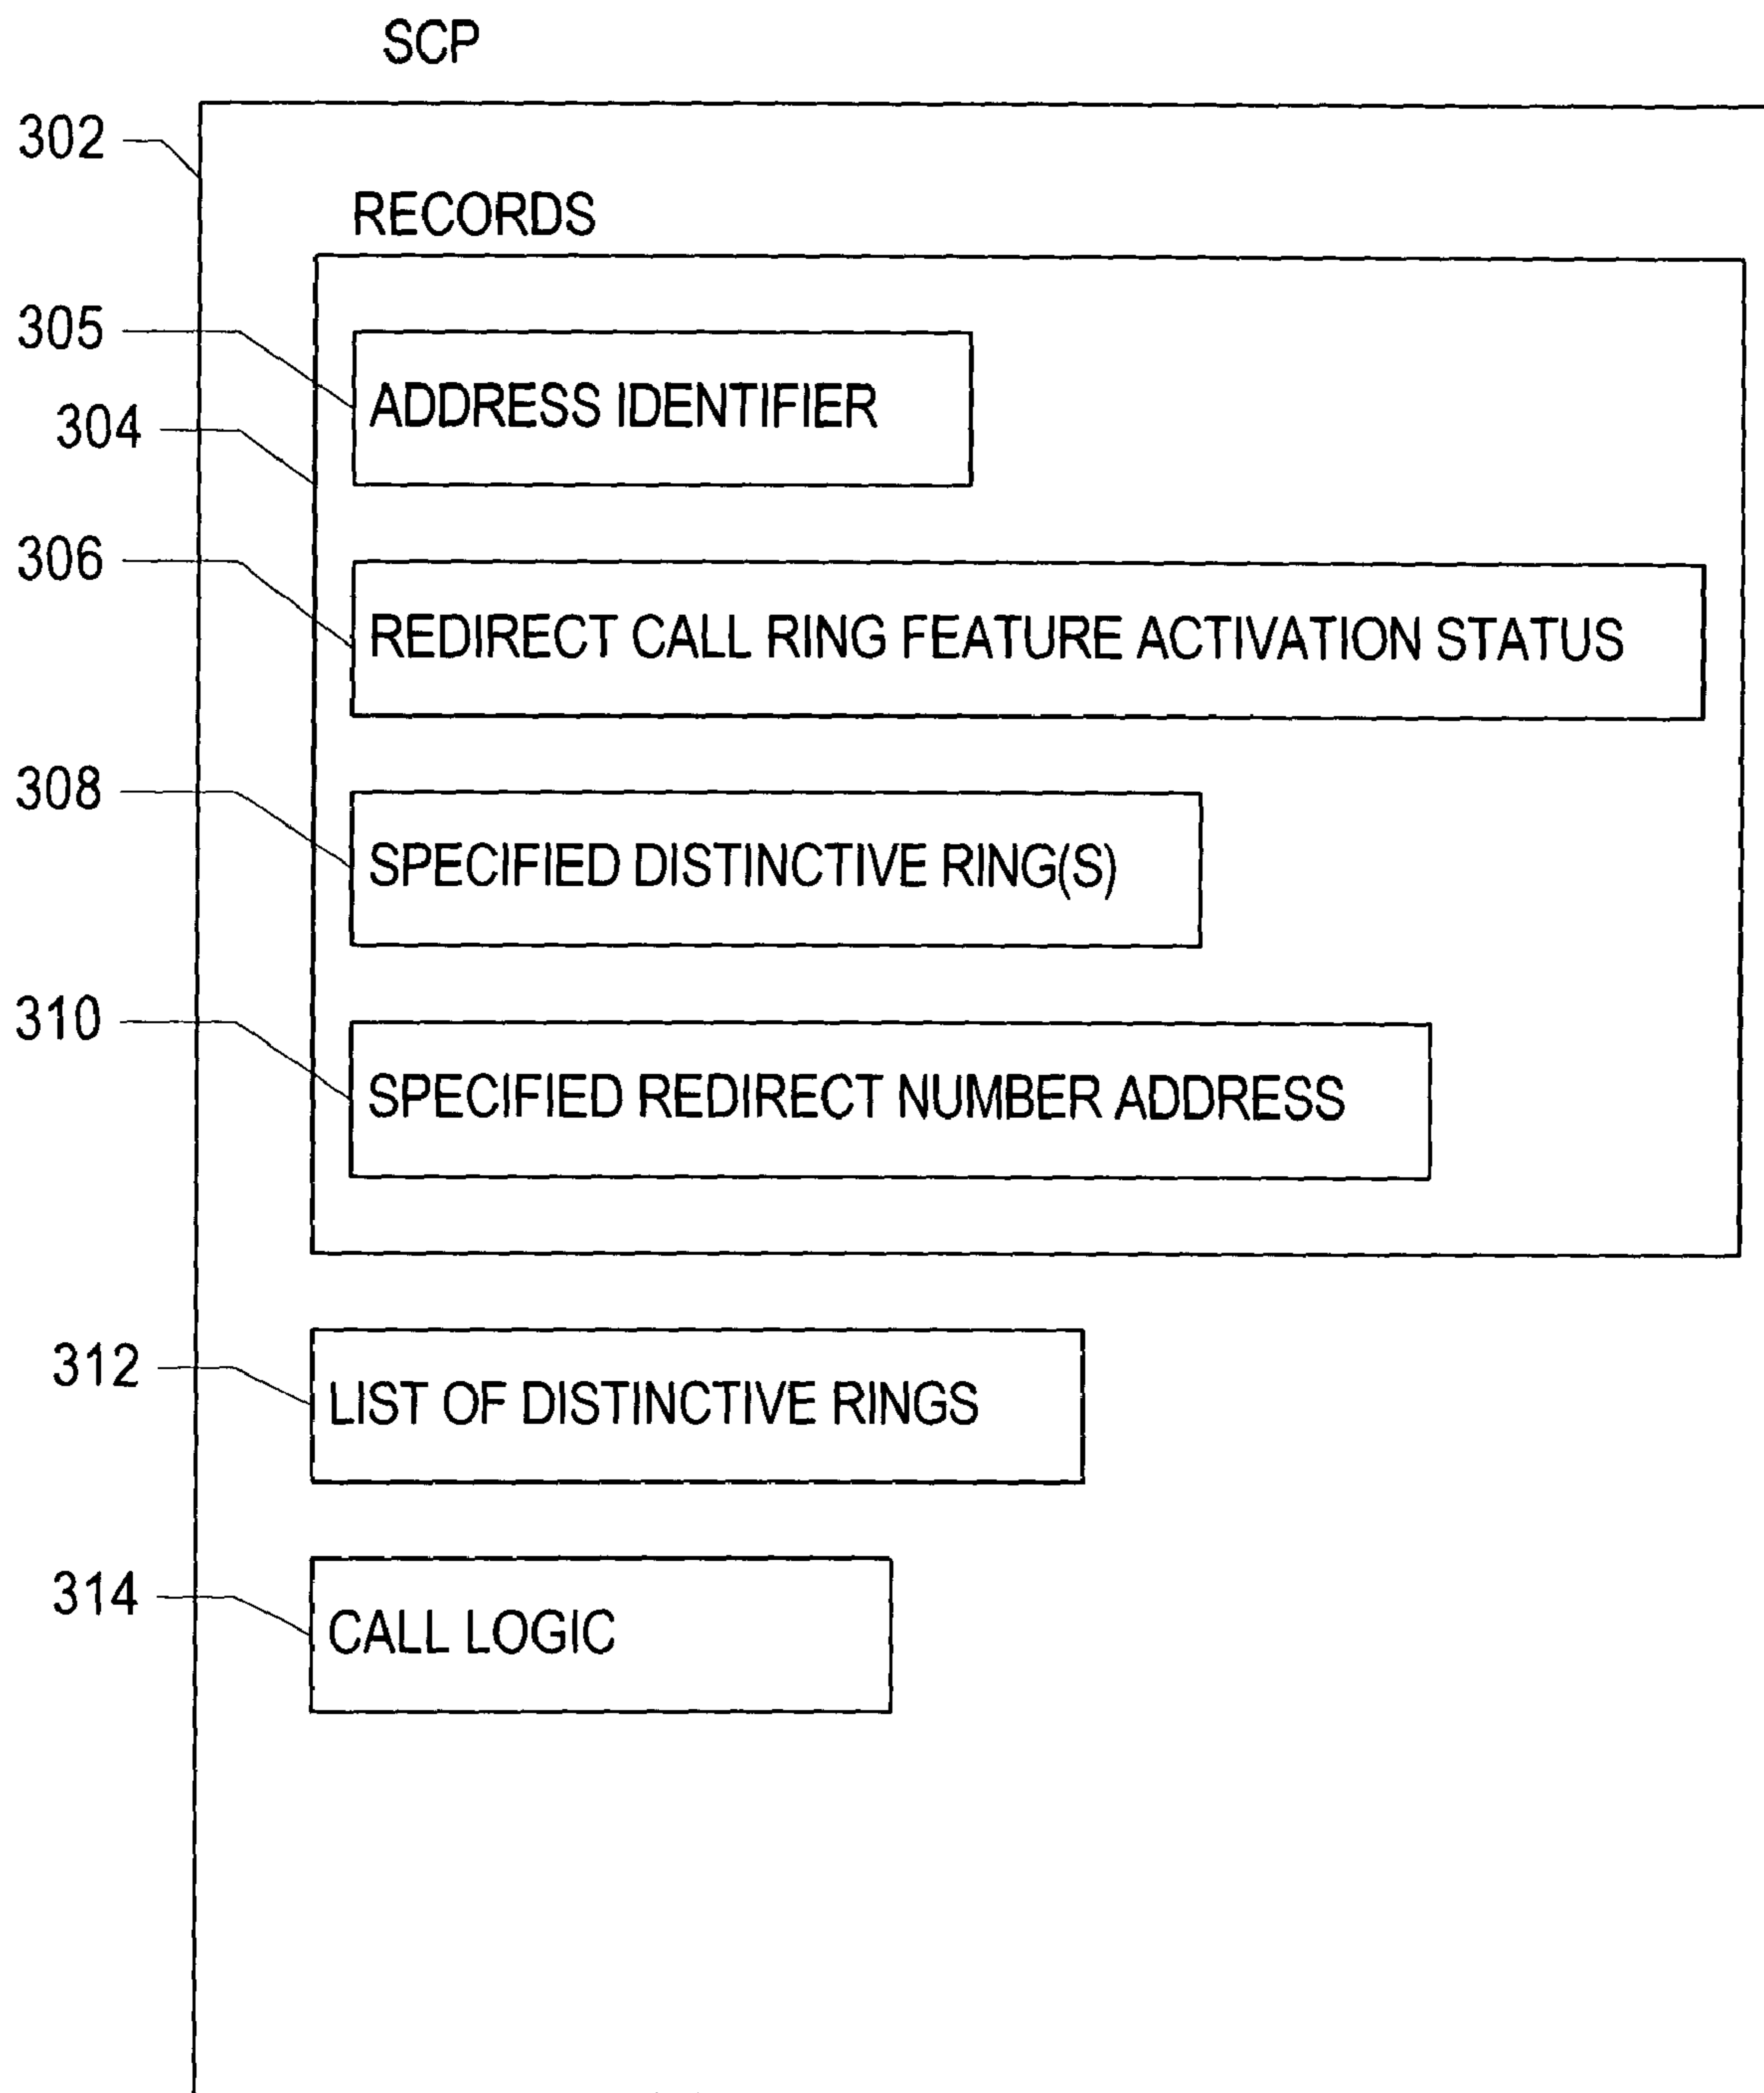 SCP
302
RECORDS
305
ADDRESS IDENTIFIER
304
306
REDIRECT CALL RING FEATURE ACTIVATION STATUS
308
SPECIFIED DISTINCTIVE RING(S)
310
SPECIFIED REDIRECT NUMBER ADDRESS
312
LIST OF DISTINCTIVE RINGS
314
CALL LOGIC